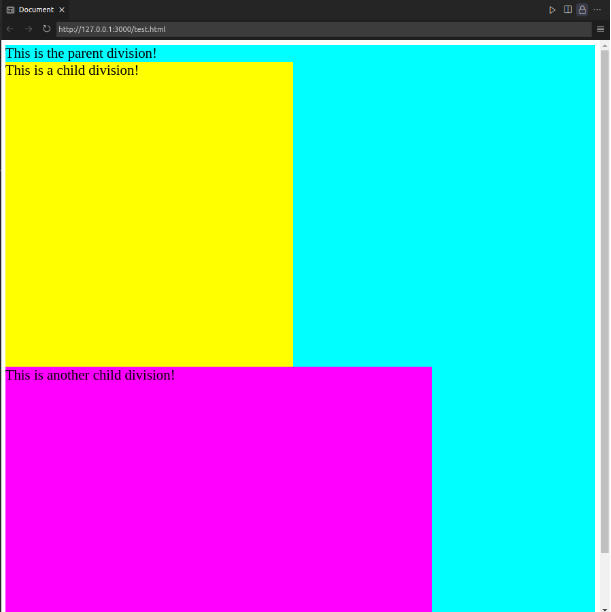 Document
http://127.0.0.1:3000/test.html
This is the parent division!
This is a child division!
This is another child division!